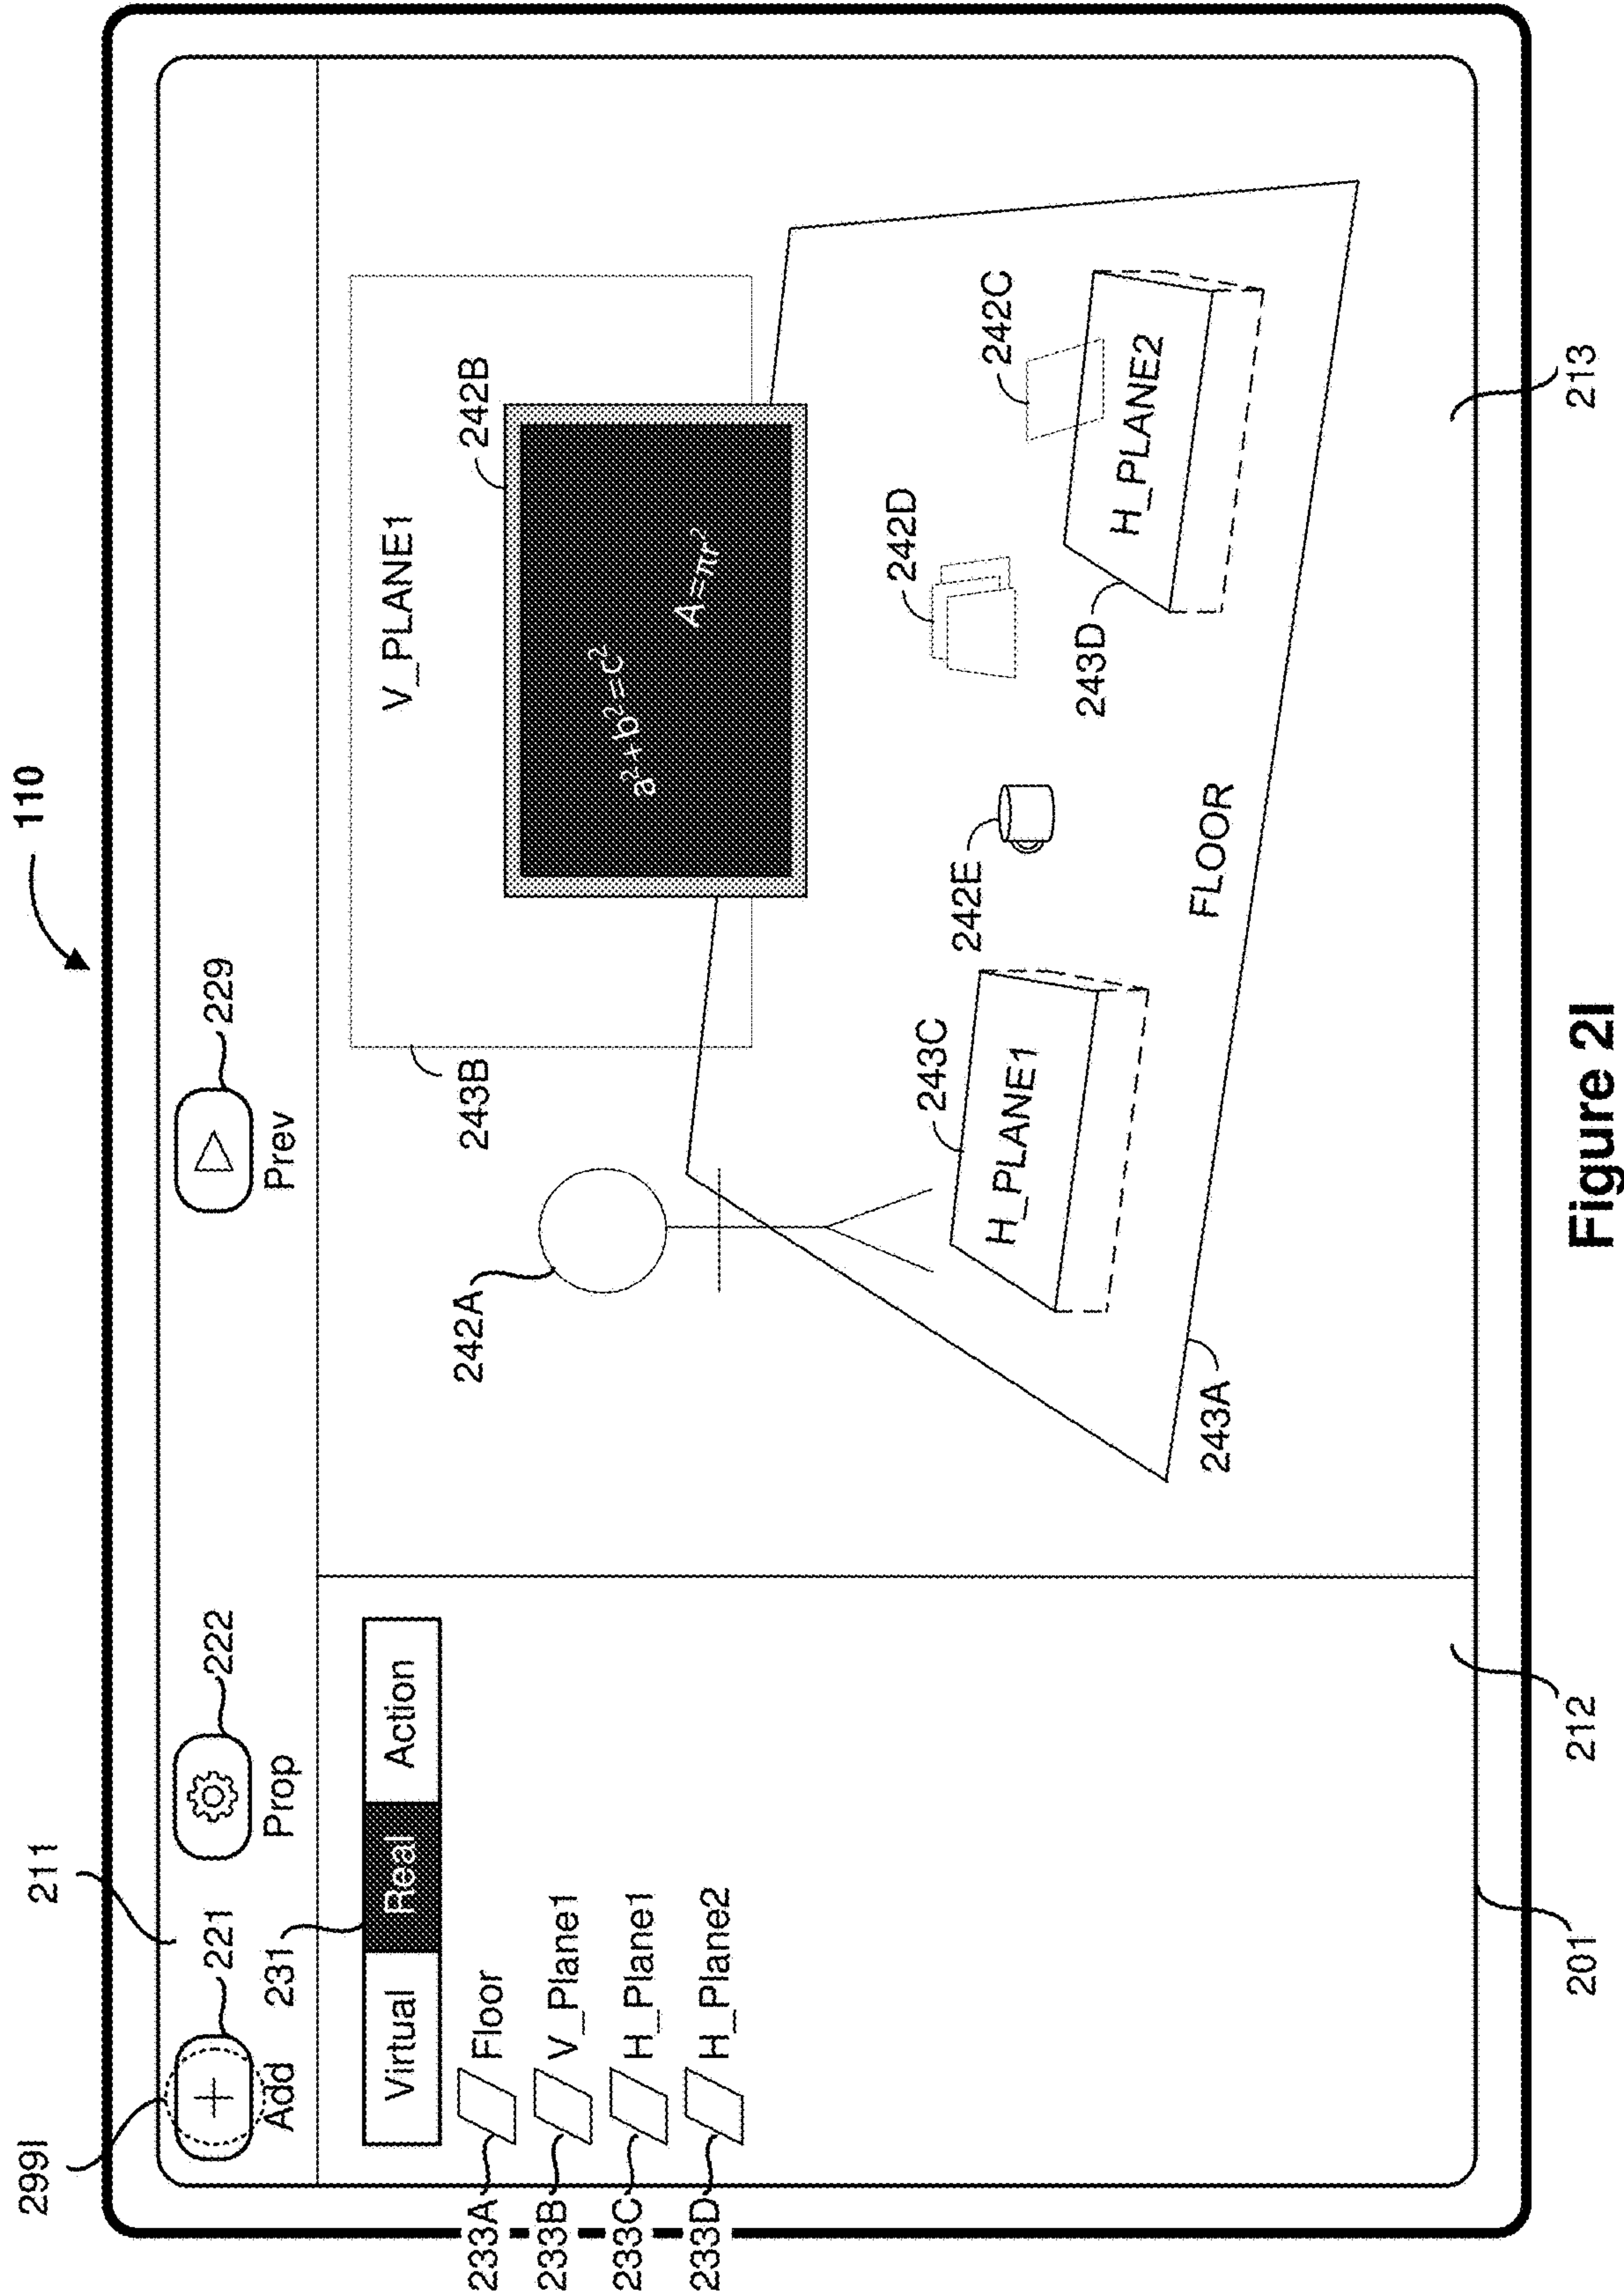 110
299I
211
221
222
229
Add
Prop
Prev
231
Virtual
Real
Action
233A
Floor
233B
V_Plane1
233C
H_Plane1
233D
H_Plane2
V_PLANE1
243B
242B
a²+b²=c²
A=πr²
242A
242D
242C
243C
H_PLANE1
242E
243D
H_PLANE2
FLOOR
243A
201
212
213
Figure 2I